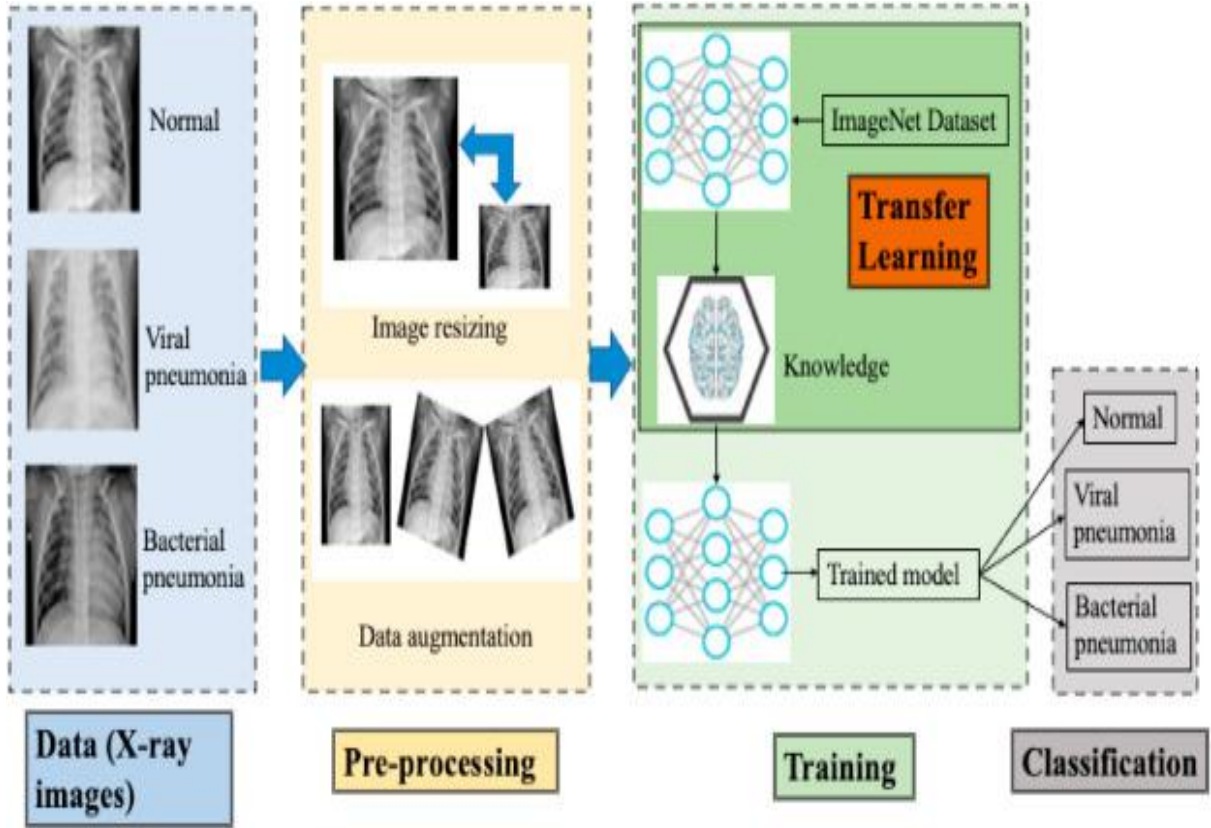 Normal
Viral
pneumonia
Bacterial
pneumonia
Data (X-ray
images)
Image resizing
Data augmentation
Pre-processing
ImageNet Dataset
Transfer
Learning
Knowledge
Trained model
Training
Normal
Viral
pneumonia
Bacterial
pneumonia
Classification